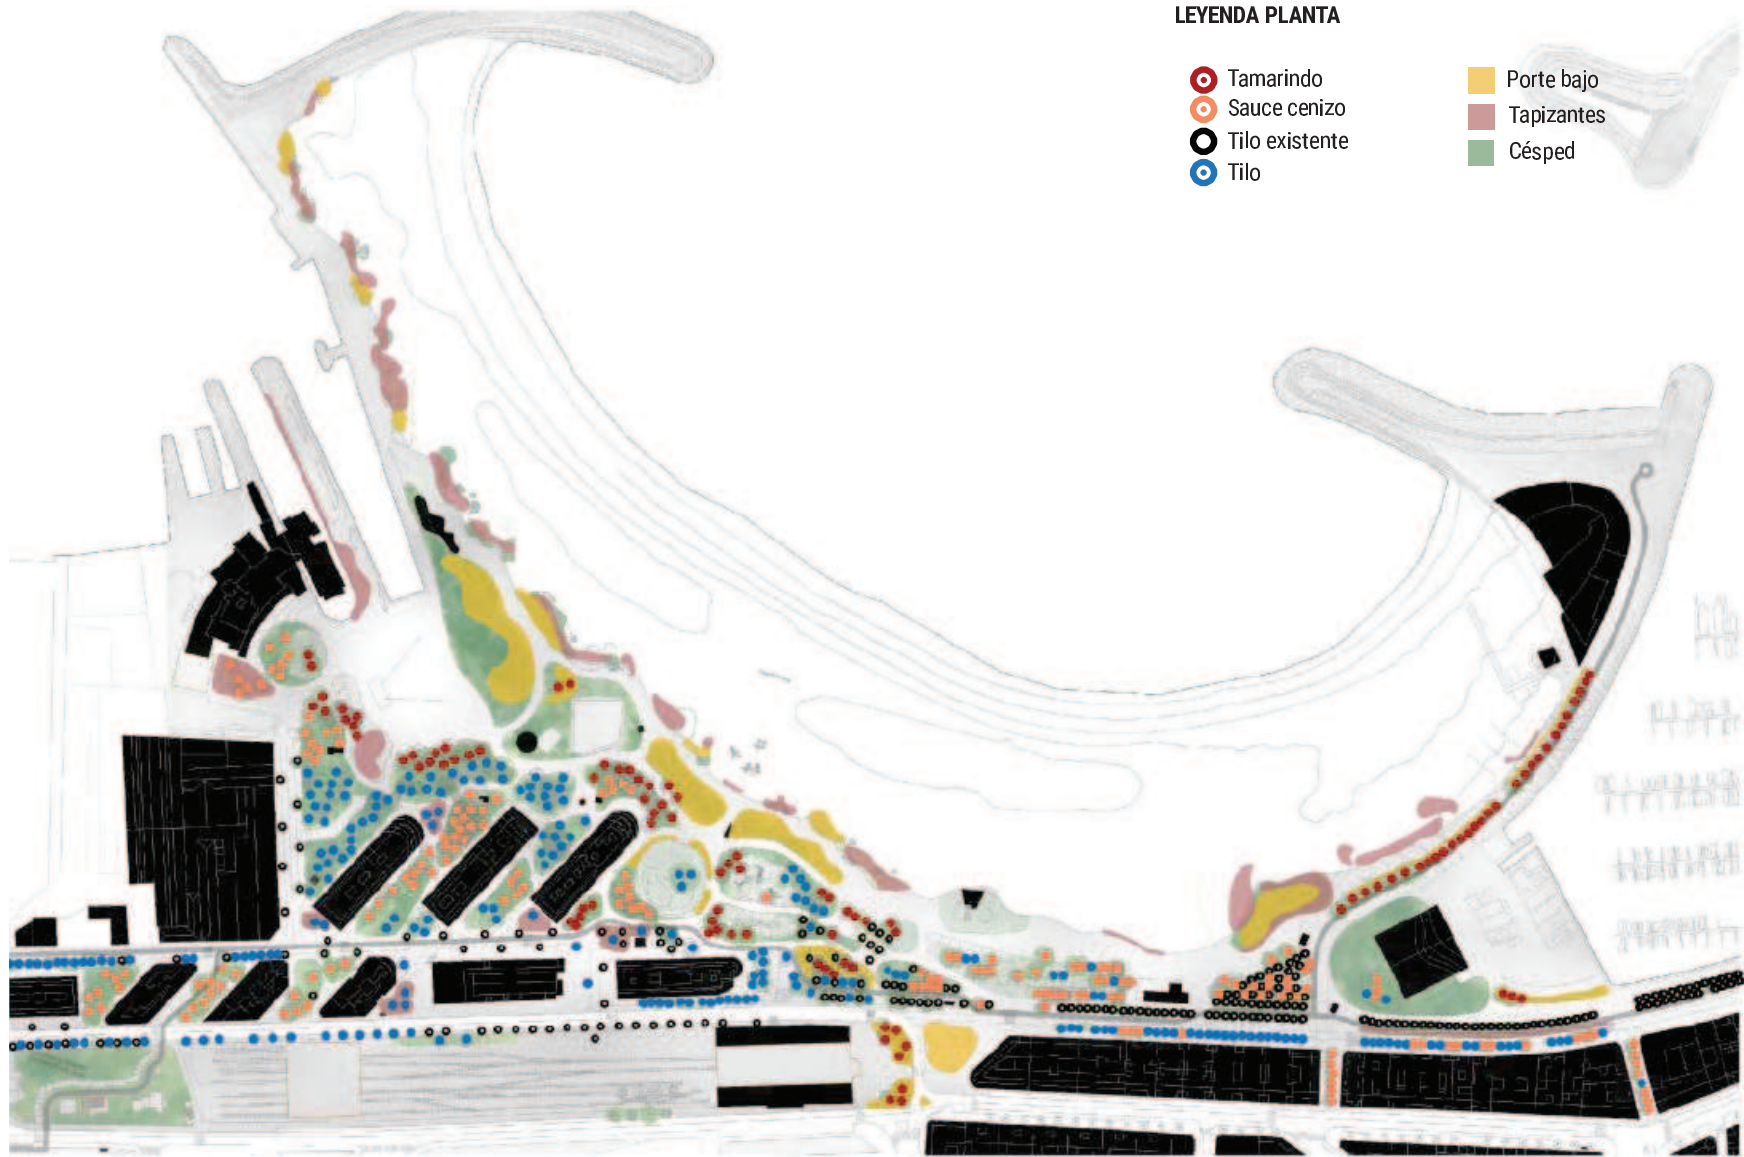 LEYENDA PLANTA
Tamarindo
Sauce cenizo
Tilo existente
Tilo
Porte bajo
Tapizantes
Césped